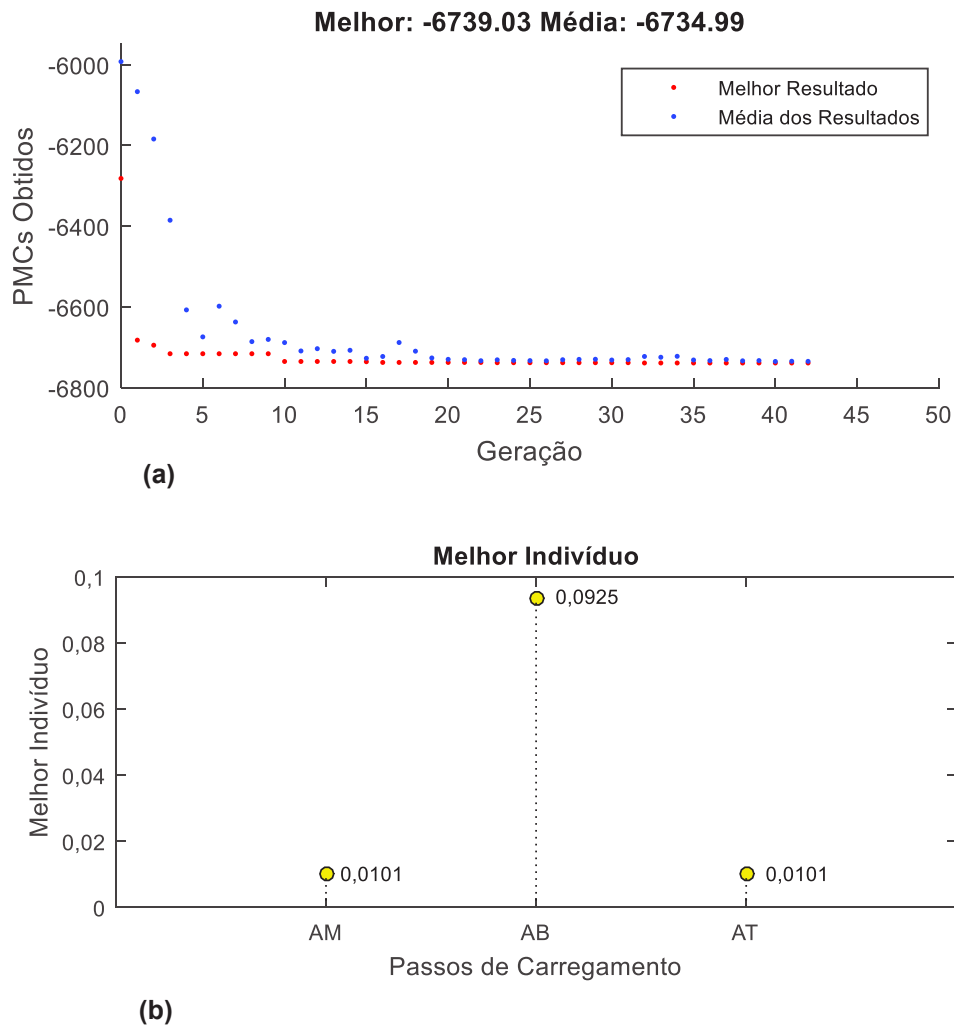 Melhor: -6739.03 Média: -6734.99
PMCs Obtidos
-6000
-6200
-6400
-6600
-6800
Melhor Resultado
Média dos Resultados
0 5 10 15 20 25 30 35 40 45 50
Geração
(a)
Melhor Indivíduo
Melhor Indivíduo
0,1
0,08
0,06
0,04
0,02
0
0,0925
0,0101
0,0101
AM AB AT
Passos de Carregamento
(b)